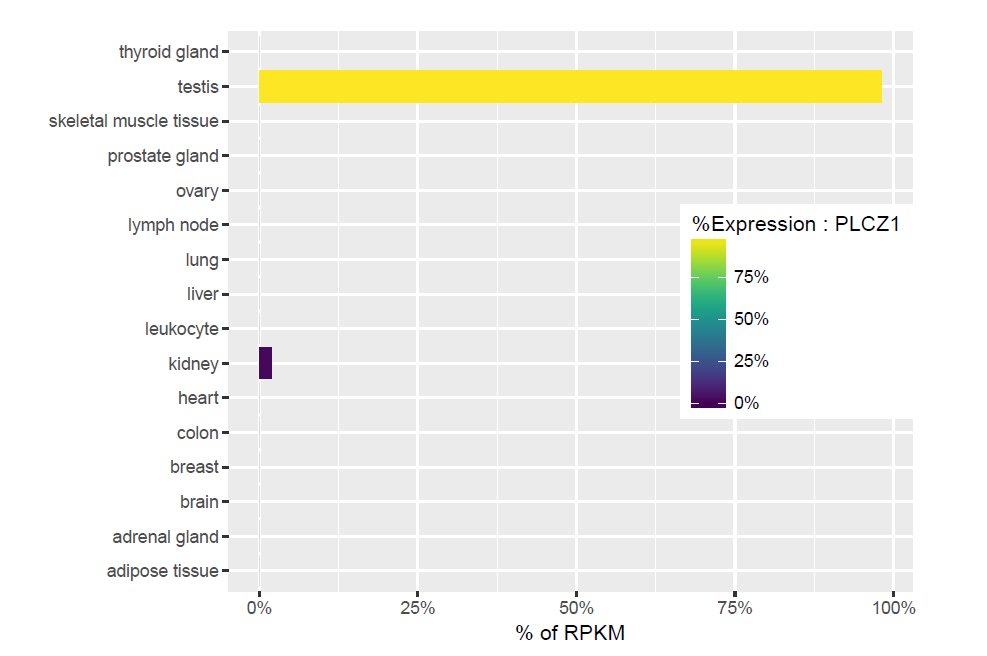 thyroid gland
testis
skeletal muscle tissue
prostate gland
ovary
lymph node
lung
liver
leukocyte
kidney
heart
colon
breast
brain
adrenal gland
adipose tissue
%Expression : PLCZ1
75%
50%
25%
0%
0% 25% 50% 75% 100%
% of RPKM